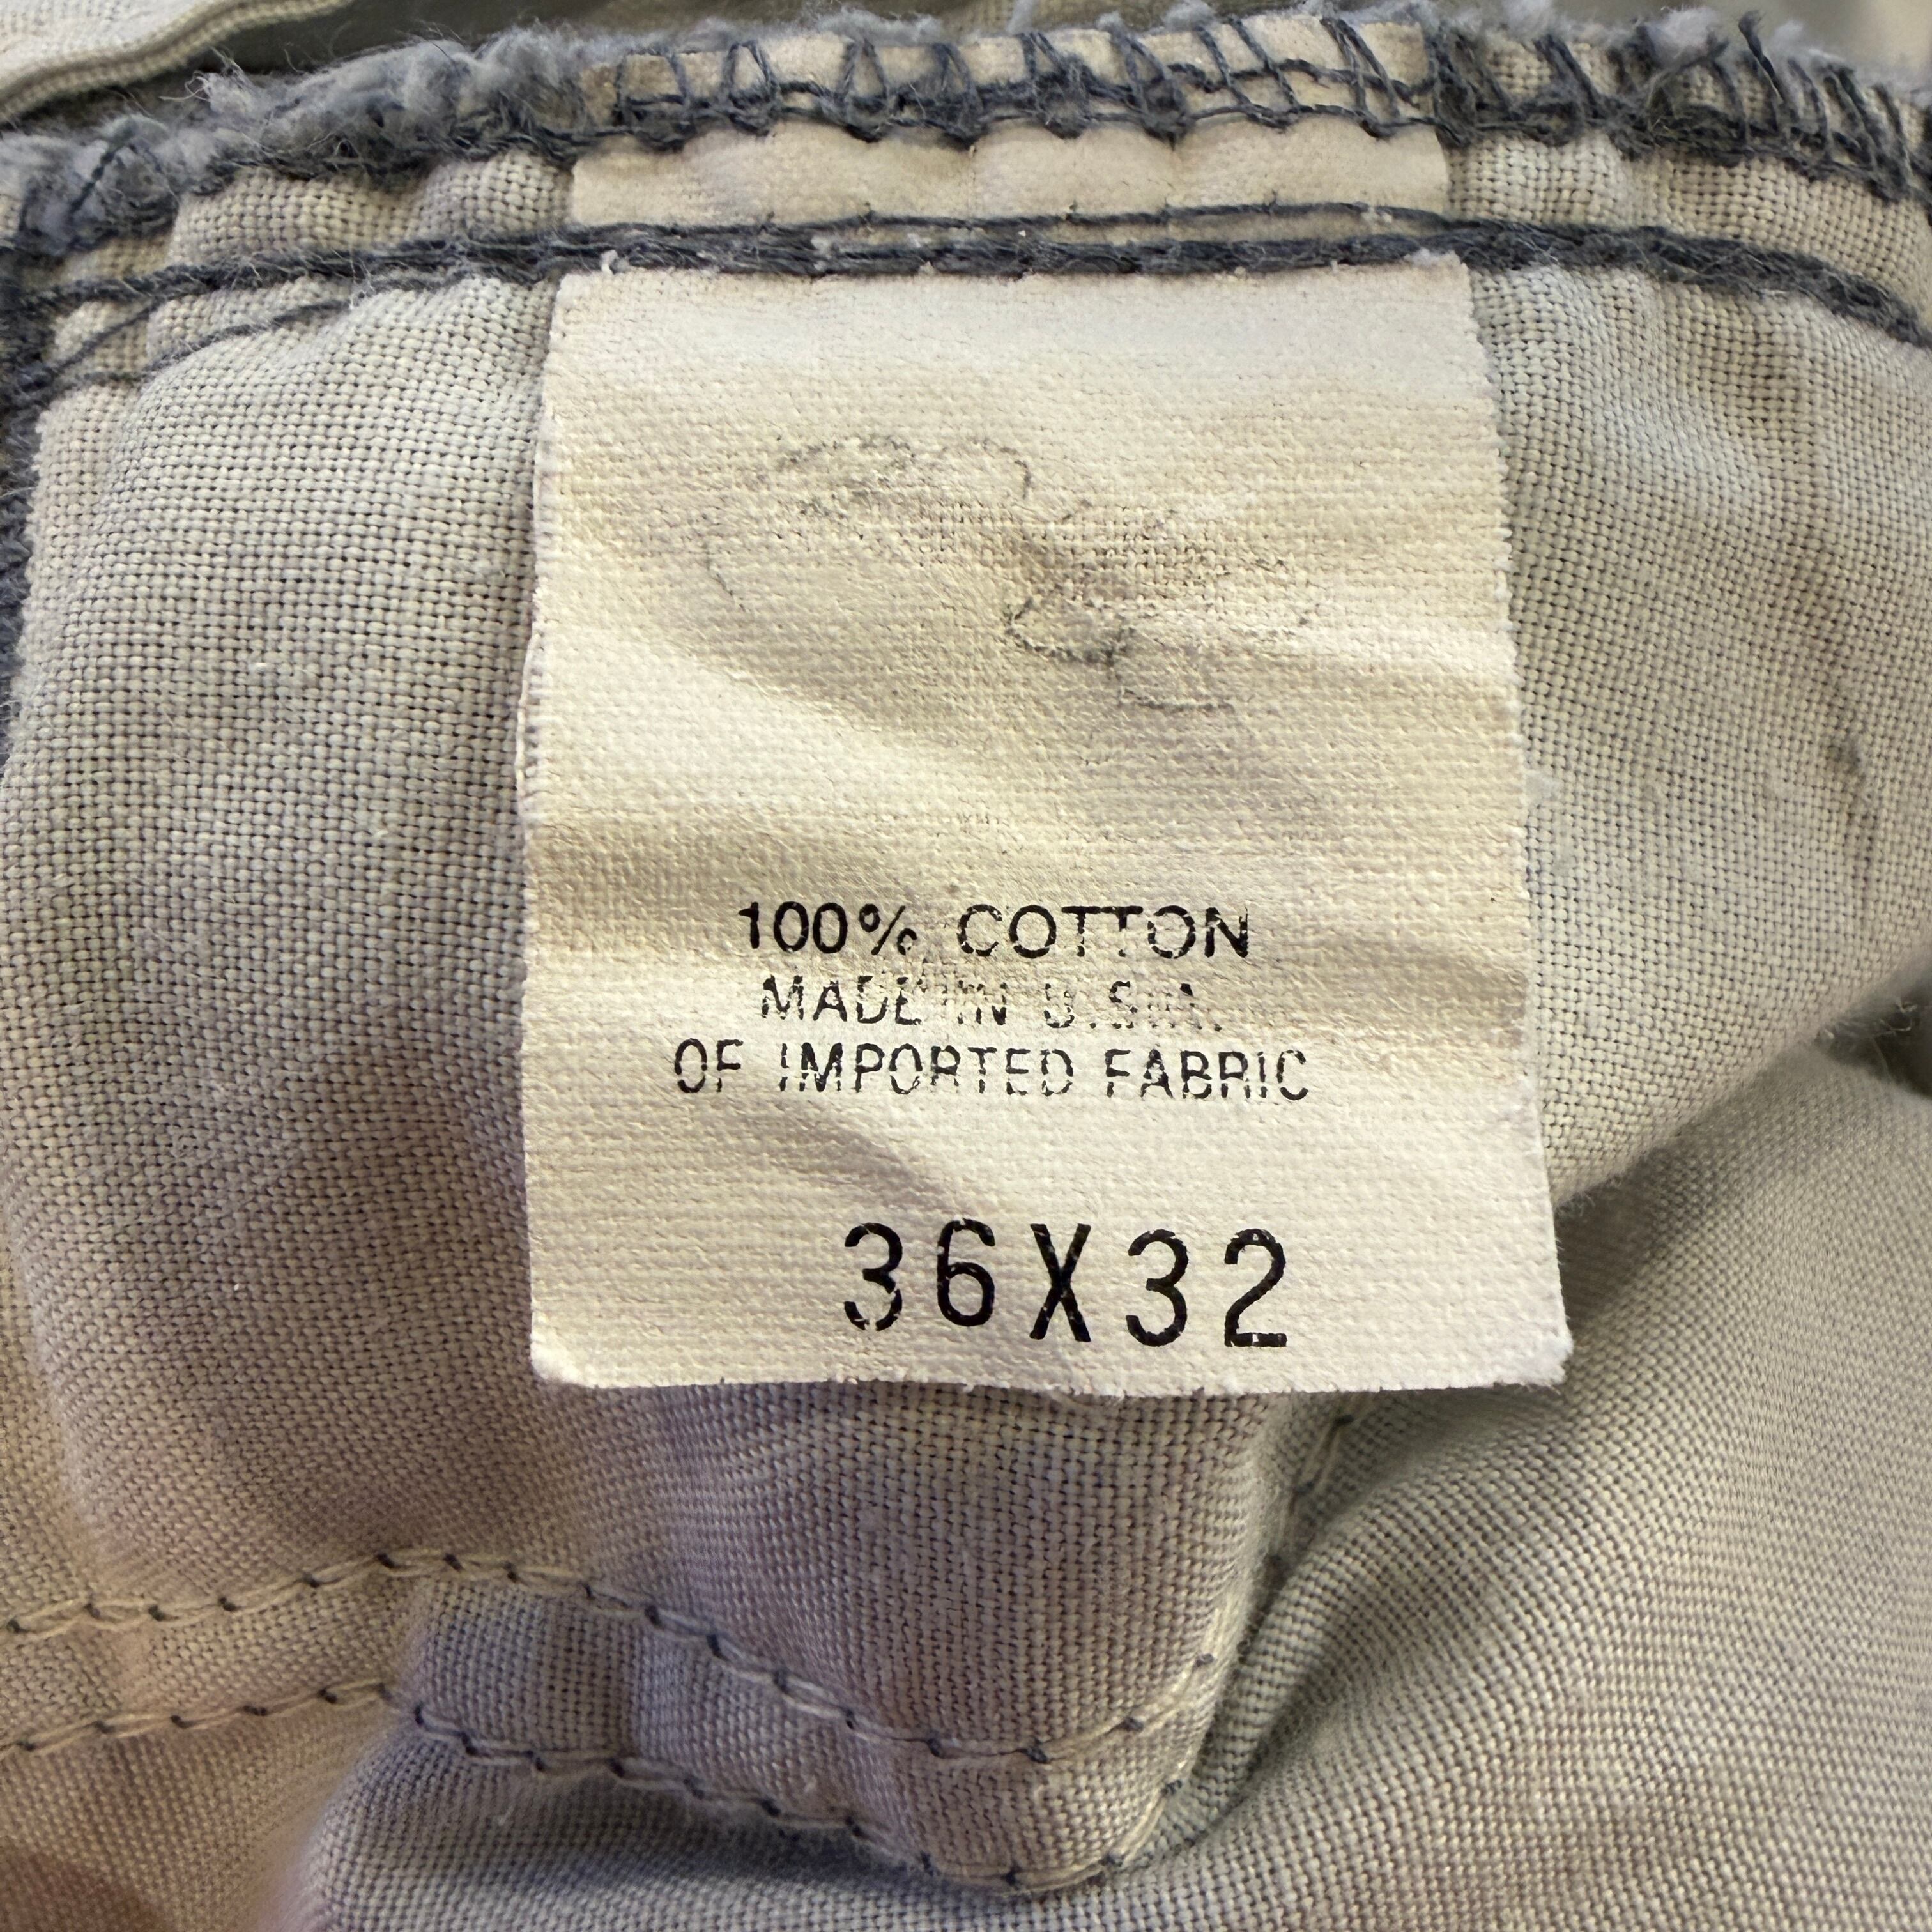 100% COTTON
MADE IN U.S.A.
OF IMPORTED FABRIC
36X32